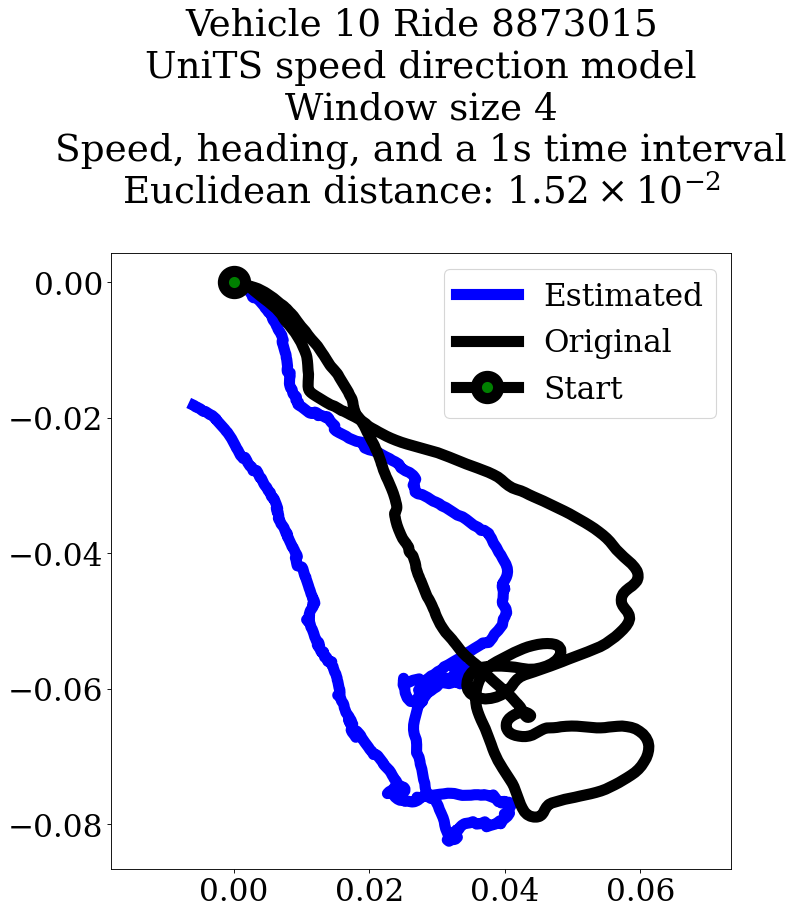 Vehicle 10 Ride 8873015
UniTS speed direction model
Window size 4
Speed, heading, and a 1s time interval
Euclidean distance: 1.52 × 10⁻²
Estimated
Original
Start
0.00
−0.02
−0.04
−0.06
−0.08
0.00 0.02 0.04 0.06